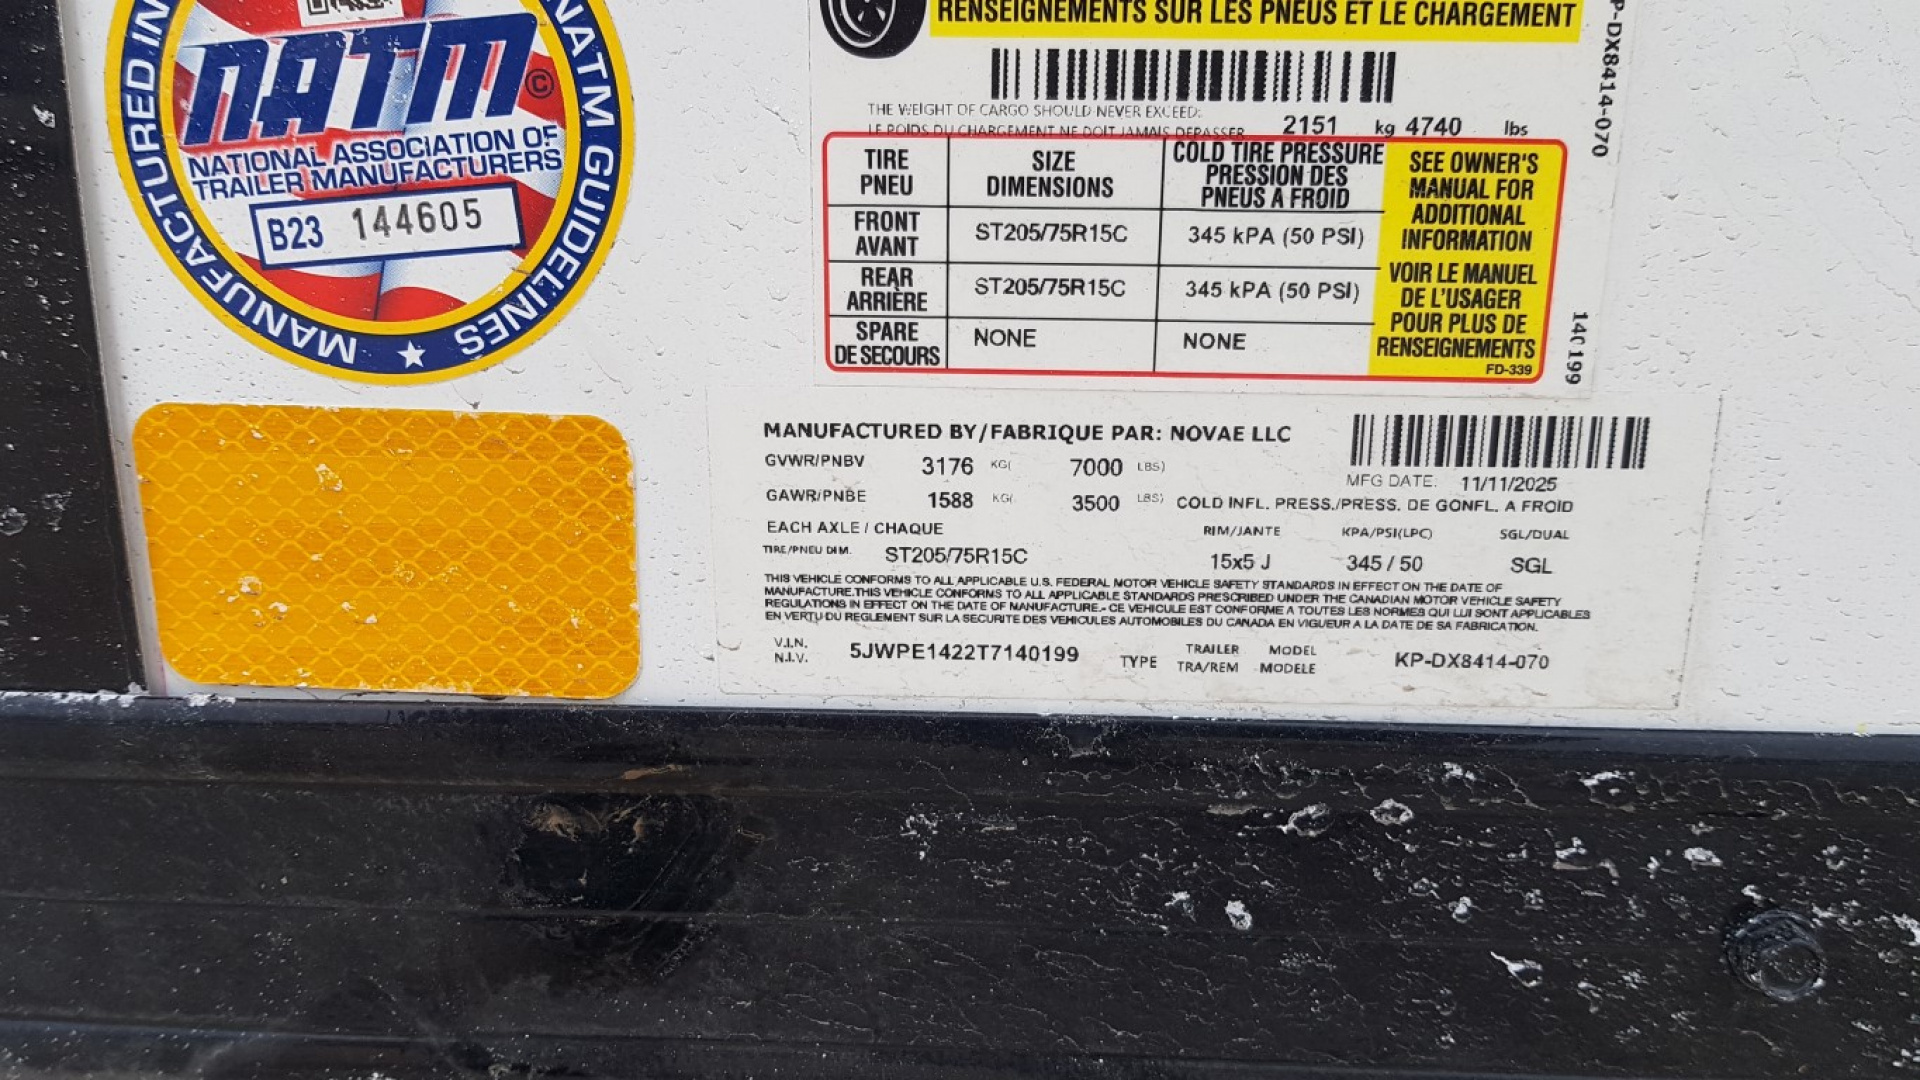 MANUFACTURED IN
NATM GUIDELINES
NATM©
NATIONAL ASSOCIATION OF
TRAILER MANUFACTURERS
B23 144605
RENSEIGNEMENTS SUR LES PNEUS ET LE CHARGEMENT
P-DX8414-070
THE WEIGHT OF CARGO SHOULD NEVER EXCEED:
LE POIDS DU CHARGEMENT NE DOIT JAMAIS DEPASSER 2151 kg 4740 lbs
TIRE SIZE COLD TIRE PRESSURE
PNEU DIMENSIONS PRESSION DES
PNEUS A FROID
FRONT
AVANT ST205/75R15C 345 kPA (50 PSI)
REAR
ARRIÈRE ST205/75R15C 345 kPA (50 PSI)
SPARE
DE SECOURS NONE NONE
SEE OWNER'S
MANUAL FOR
ADDITIONAL
INFORMATION
VOIR LE MANUEL
DE L'USAGER
POUR PLUS DE
RENSEIGNEMENTS
FD-339
140199
MANUFACTURED BY/FABRIQUE PAR: NOVAE LLC
GVWR/PNBV 3176 KG( 7000 LBS)
MFG DATE: 11/11/2025
GAWR/PNBE 1588 KG( 3500 LBS) COLD INFL. PRESS./PRESS. DE GONFL. A FROID
EACH AXLE / CHAQUE RIM/JANTE KPA/PSI(LPC) SGL/DUAL
TIRE/PNEU DIM. ST205/75R15C 15x5 J 345 / 50 SGL
THIS VEHICLE CONFORMS TO ALL APPLICABLE U.S. FEDERAL MOTOR VEHICLE SAFETY STANDARDS IN EFFECT ON THE DATE OF
MANUFACTURE.THIS VEHICLE CONFORMS TO ALL APPLICABLE STANDARDS PRESCRIBED UNDER THE CANADIAN MOTOR VEHICLE SAFETY
REGULATIONS IN EFFECT ON THE DATE OF MANUFACTURE.- CE VEHICULE EST CONFORME A TOUTES LES NORMES QUI LUI SONT APPLICABLES
EN VERTU DU REGLEMENT SUR LA SECURITE DES VEHICULES AUTOMOBILES DU CANADA EN VIGUEUR A LA DATE DE SA FABRICATION.
V.I.N.
N.I.V. 5JWPE1422T7140199 TYPE TRAILER MODEL KP-DX8414-070
TRA/REM MODELE